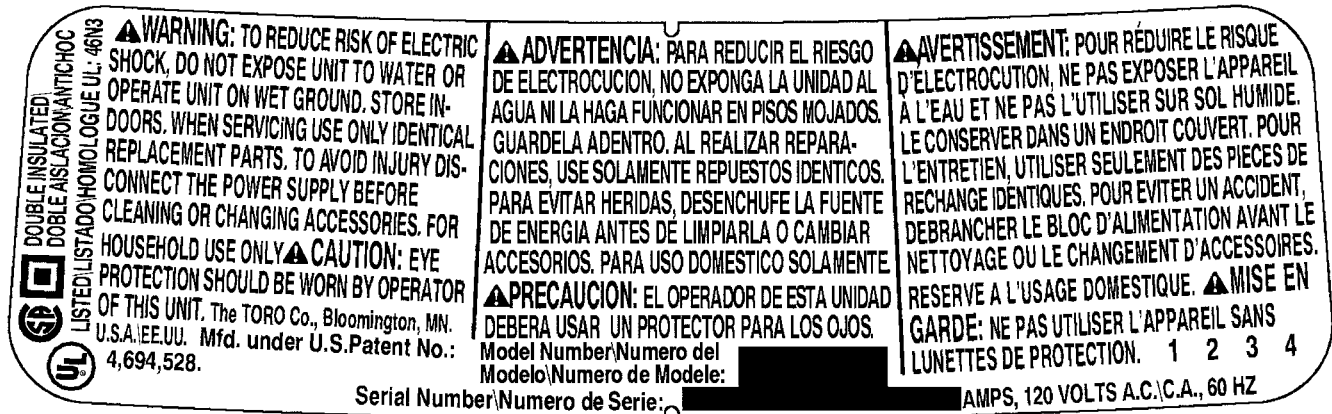 DOUBLE INSULATED\
DOBLE AISLACION\ANTICHOC
LISTED\LISTADO\HOMOLOGUE UL: 46N3
SA
UL
⚠WARNING: TO REDUCE RISK OF ELECTRIC
SHOCK, DO NOT EXPOSE UNIT TO WATER OR
OPERATE UNIT ON WET GROUND. STORE IN-
DOORS. WHEN SERVICING USE ONLY IDENTICAL
REPLACEMENT PARTS. TO AVOID INJURY DIS-
CONNECT THE POWER SUPPLY BEFORE
CLEANING OR CHANGING ACCESSORIES. FOR
HOUSEHOLD USE ONLY⚠CAUTION: EYE
PROTECTION SHOULD BE WORN BY OPERATOR
OF THIS UNIT. The TORO Co., Bloomington, MN.
U.S.A.\EE.UU. Mfd. under U.S.Patent No.:
4,694,528.
⚠ADVERTENCIA: PARA REDUCIR EL RIESGO
DE ELECTROCUCION, NO EXPONGA LA UNIDAD AL
AGUA NI LA HAGA FUNCIONAR EN PISOS MOJADOS.
GUARDELA ADENTRO. AL REALIZAR REPARA-
CIONES, USE SOLAMENTE REPUESTOS IDENTICOS.
PARA EVITAR HERIDAS, DESENCHUFE LA FUENTE
DE ENERGIA ANTES DE LIMPIARLA O CAMBIAR
ACCESORIOS. PARA USO DOMESTICO SOLAMENTE.
⚠PRECAUCION: EL OPERADOR DE ESTA UNIDAD
DEBERA USAR UN PROTECTOR PARA LOS OJOS.
⚠AVERTISSEMENT: POUR RÉDUIRE LE RISQUE
D'ÉLECTROCUTION, NE PAS EXPOSER L'APPAREIL
À L'EAU ET NE PAS L'UTILISER SUR SOL HUMIDE.
LE CONSERVER DANS UN ENDROIT COUVERT. POUR
L'ENTRETIEN, UTILISER SEULEMENT DES PIECES DE
RECHANGE IDENTIQUES. POUR EVITER UN ACCIDENT,
DEBRANCHER LE BLOC D'ALIMENTATION AVANT LE
NETTOYAGE OU LE CHANGEMENT D'ACCESSOIRES.
RESERVE A L'USAGE DOMESTIQUE. ⚠MISE EN
GARDE: NE PAS UTILISER L'APPAREIL SANS
LUNETTES DE PROTECTION. 1 2 3 4
Model Number\Numero del
Modelo\Numero de Modele:
Serial Number\Numero de Serie:
AMPS, 120 VOLTS A.C.\C.A., 60 HZ